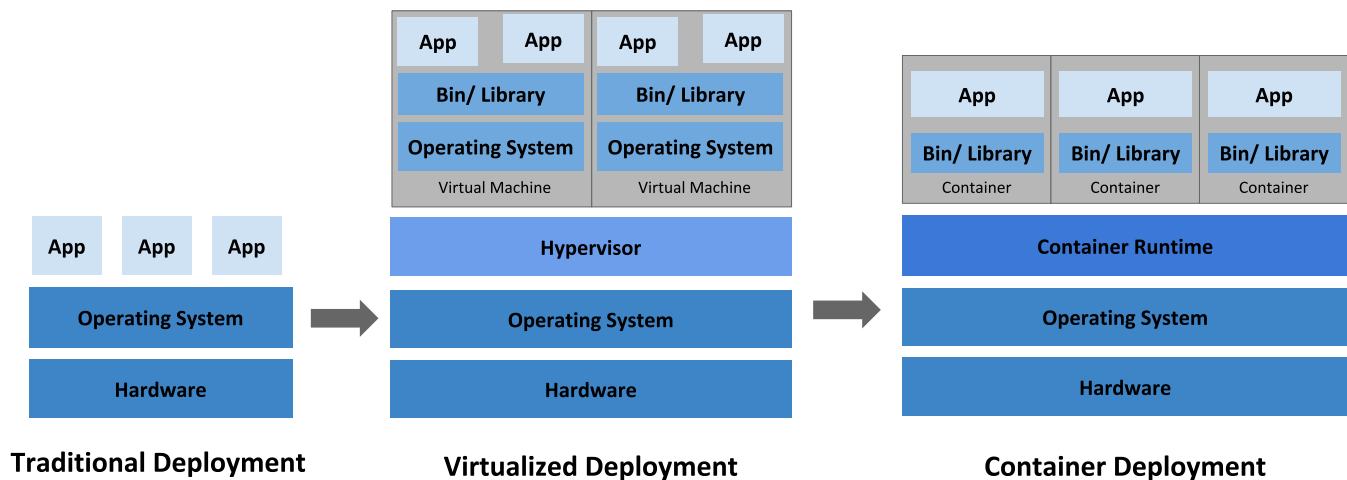 App
App
App
Operating System
Hardware
Traditional Deployment
App
App
App
App
Bin/ Library
Bin/ Library
Operating System
Operating System
Virtual Machine
Virtual Machine
Hypervisor
Operating System
Hardware
Virtualized Deployment
App
App
App
Bin/ Library
Bin/ Library
Bin/ Library
Container
Container
Container
Container Runtime
Operating System
Hardware
Container Deployment